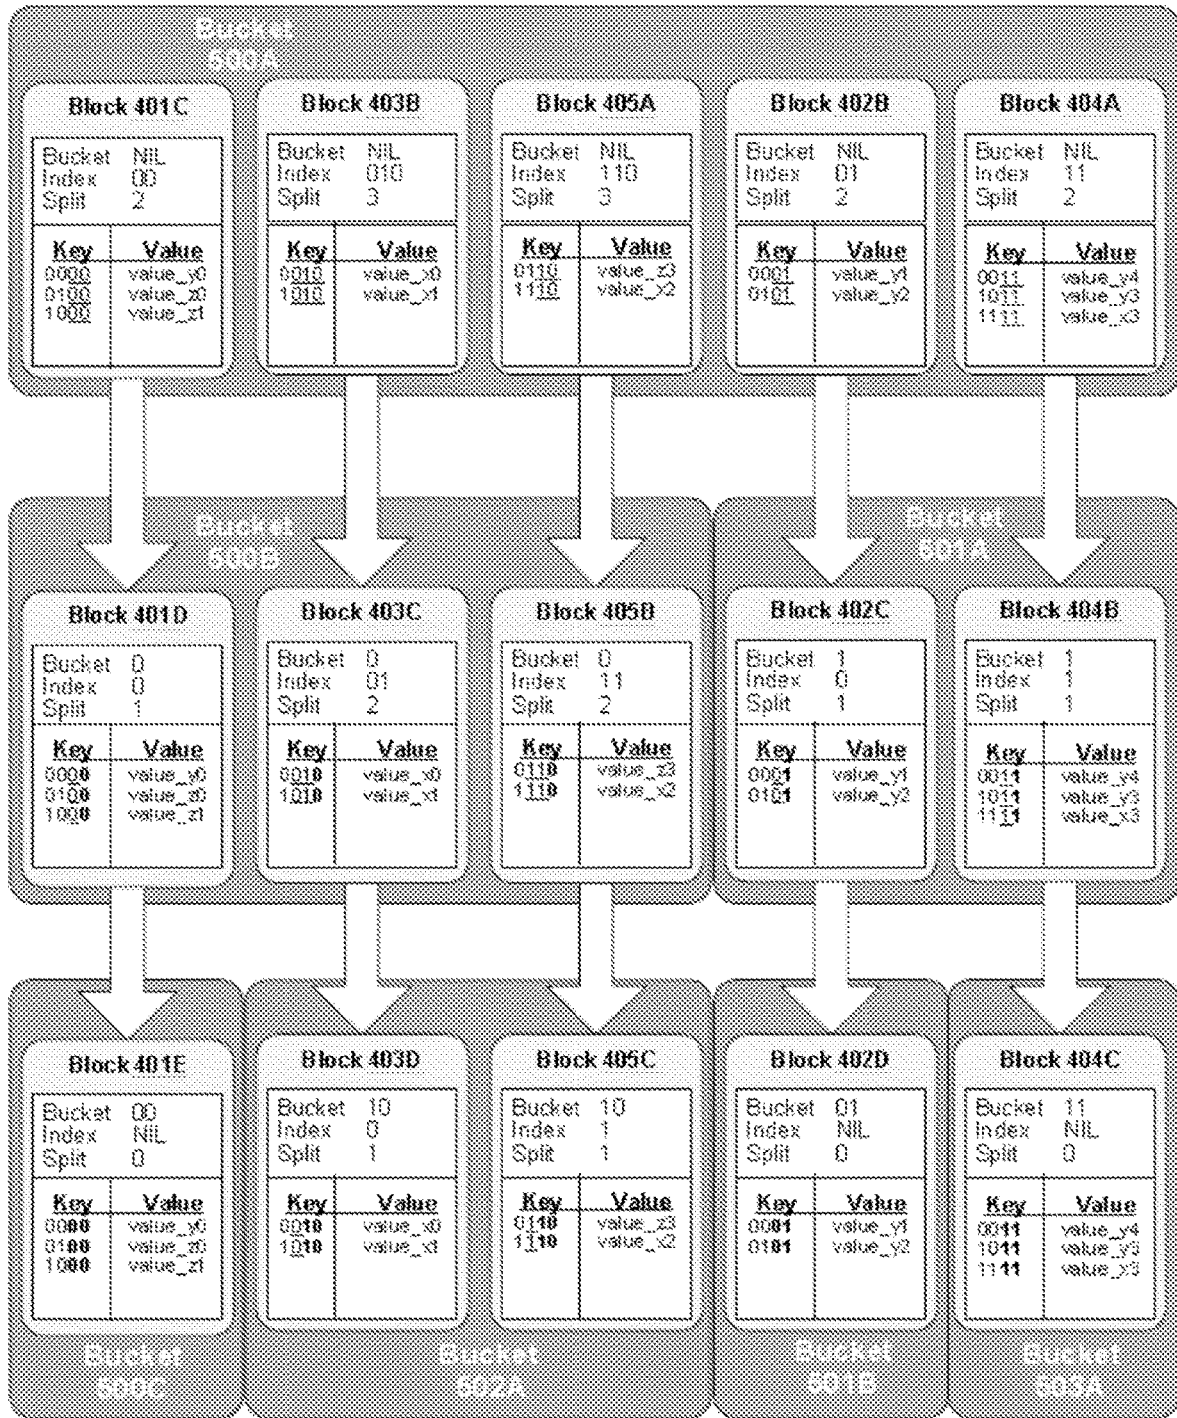 Bucket
500A
Block 401C
Bucket NIL
Index 00
Split 2
Key Value
0000 value_y0
0100 value_z0
1000 value_z1
Block 403B
Bucket NIL
Index 010
Split 3
Key Value
0010 value_x0
1010 value_x1
Block 405A
Bucket NIL
Index 110
Split 3
Key Value
0110 value_z3
1110 value_x2
Block 402B
Bucket NIL
Index 01
Split 2
Key Value
0001 value_y1
0101 value_y2
Block 404A
Bucket NIL
Index 11
Split 2
Key Value
0011 value_y4
1011 value_y3
1111 value_x3
Bucket
500B
Bucket
501A
Block 401D
Bucket 0
Index 0
Split 1
Key Value
0000 value_y0
0100 value_z0
1000 value_z1
Block 403C
Bucket 0
Index 01
Split 2
Key Value
0010 value_x0
1010 value_x1
Block 405B
Bucket 0
Index 11
Split 2
Key Value
0110 value_z3
1110 value_x2
Block 402C
Bucket 1
Index 0
Split 1
Key Value
0001 value_y1
0101 value_y2
Block 404B
Bucket 1
Index 1
Split 1
Key Value
0011 value_y4
1011 value_y3
1111 value_x3
Block 401E
Bucket 00
Index NIL
Split 0
Key Value
0000 value_y0
0100 value_z0
1000 value_z1
Block 403D
Bucket 10
Index 0
Split 1
Key Value
0010 value_x0
1010 value_x1
Block 405C
Bucket 10
Index 1
Split 1
Key Value
0110 value_z3
1110 value_x2
Block 402D
Bucket 01
Index NIL
Split 0
Key Value
0001 value_y1
0101 value_y2
Block 404C
Bucket 11
Index NIL
Split 0
Key Value
0011 value_y4
1011 value_y3
1111 value_x3
Bucket
500C
Bucket
502A
Bucket
501B
Bucket
503A